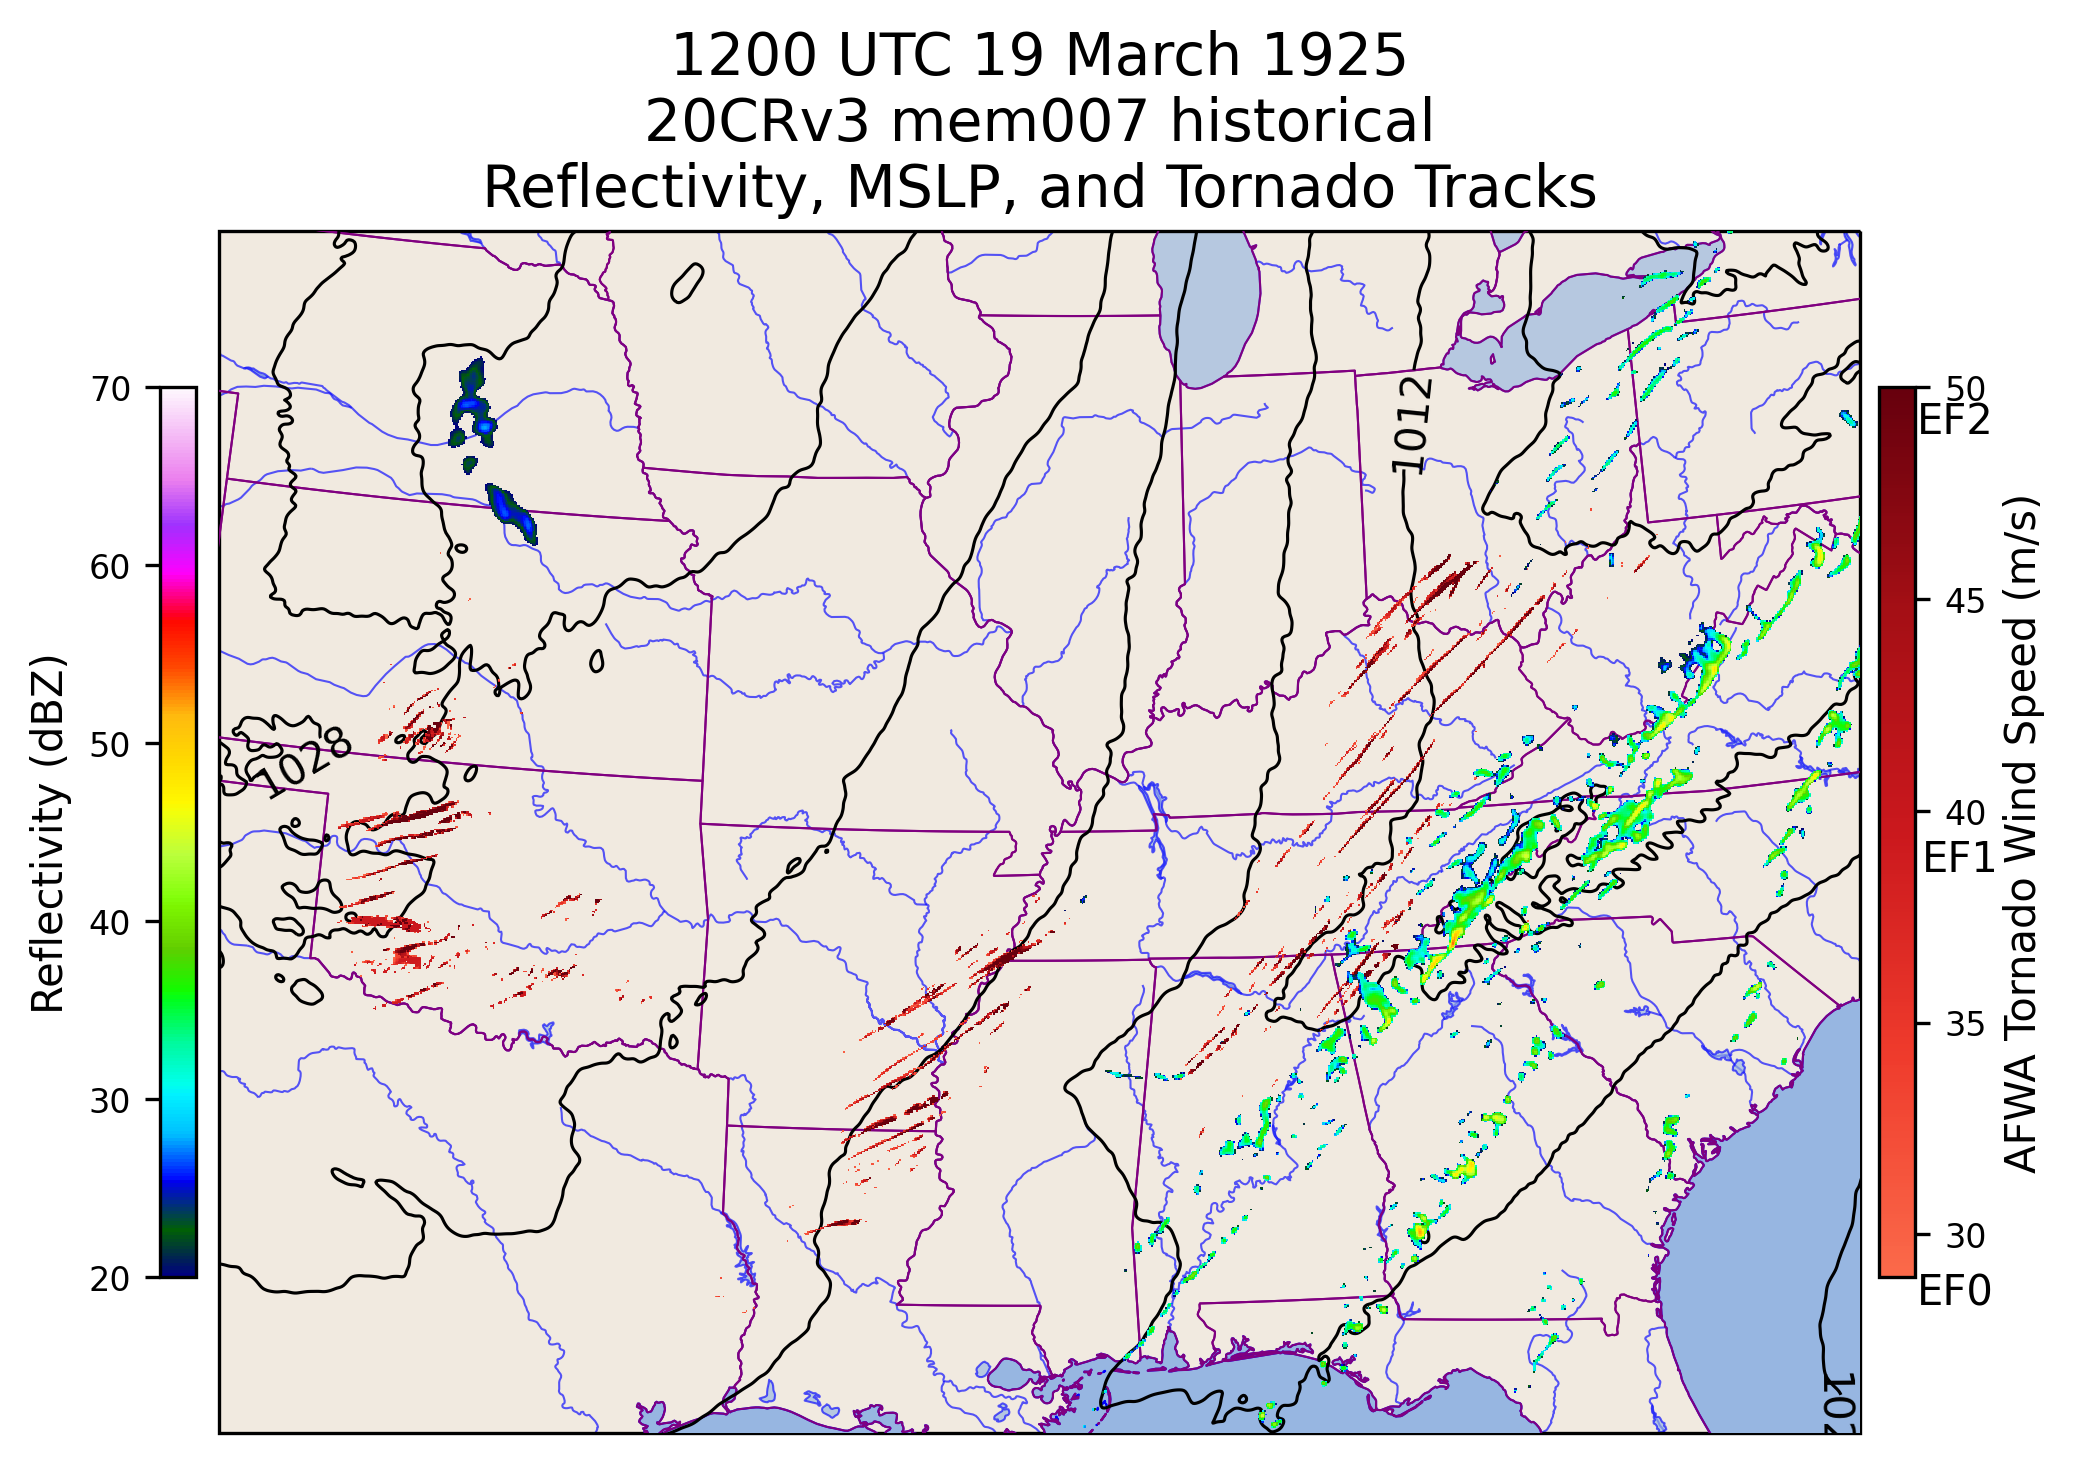 1200 UTC 19 March 1925
20CRv3 mem007 historical
Reflectivity, MSLP, and Tornado Tracks
Reflectivity (dBZ)
70
60
50
40
30
20
1012
1028
102
50
EF2
45
40
EF1
35
30
EF0
AFWA Tornado Wind Speed (m/s)